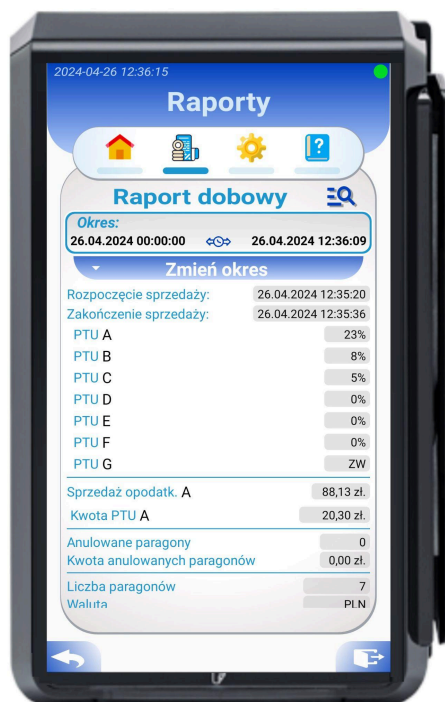 2024-04-26 12:36:15
Raporty
?
Raport dobowy
Okres:
26.04.2024 00:00:00 26.04.2024 12:36:09
Zmień okres
Rozpoczęcie sprzedaży: 26.04.2024 12:35:20
Zakończenie sprzedaży: 26.04.2024 12:35:36
PTU A 23%
PTU B 8%
PTU C 5%
PTU D 0%
PTU E 0%
PTU F 0%
PTU G ZW
Sprzedaż opodatk. A 88,13 zł.
Kwota PTU A 20,30 zł.
Anulowane paragony 0
Kwota anulowanych paragonów 0,00 zł.
Liczba paragonów 7
Waluta PLN